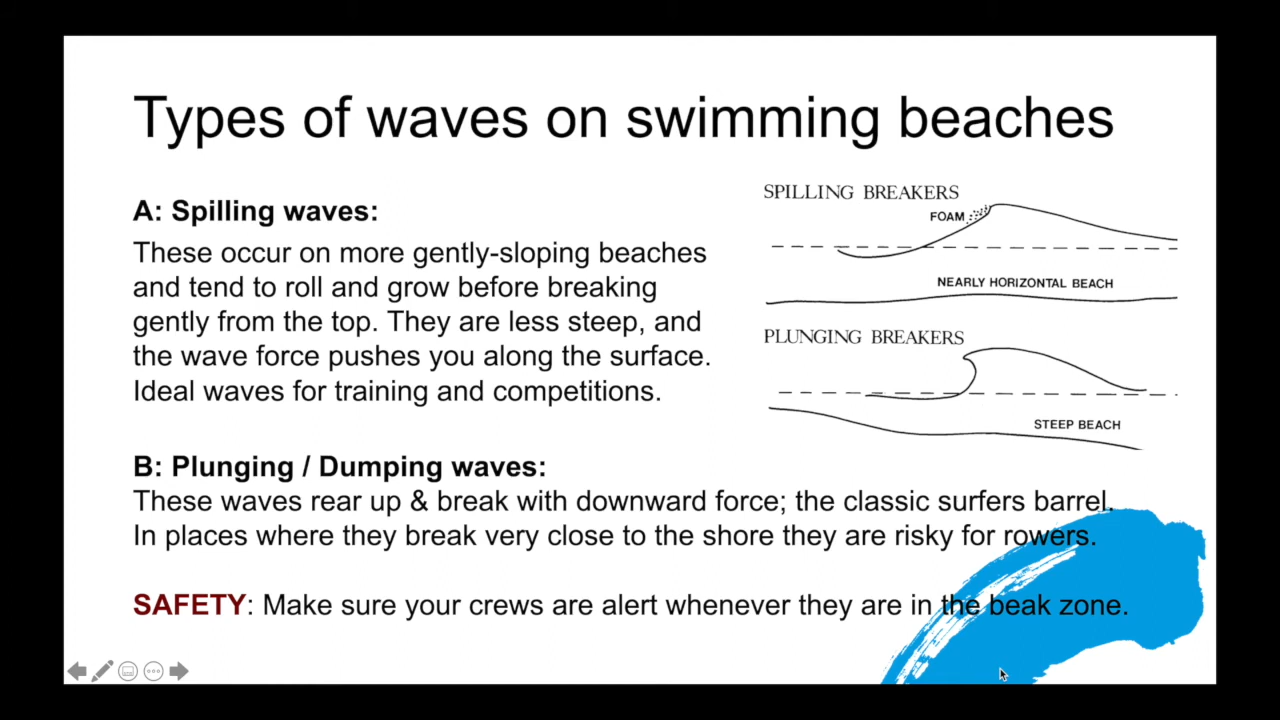 Types of waves on swimming beaches
A: Spilling waves:
These occur on more gently-sloping beaches
and tend to roll and grow before breaking
gently from the top. They are less steep, and
the wave force pushes you along the surface.
Ideal waves for training and competitions.
SPILLING BREAKERS
FOAM
NEARLY HORIZONTAL BEACH
PLUNGING BREAKERS
STEEP BEACH
B: Plunging / Dumping waves:
These waves rear up & break with downward force; the classic surfers barrel.
In places where they break very close to the shore they are risky for rowers.
SAFETY: Make sure your crews are alert whenever they are in the beak zone.